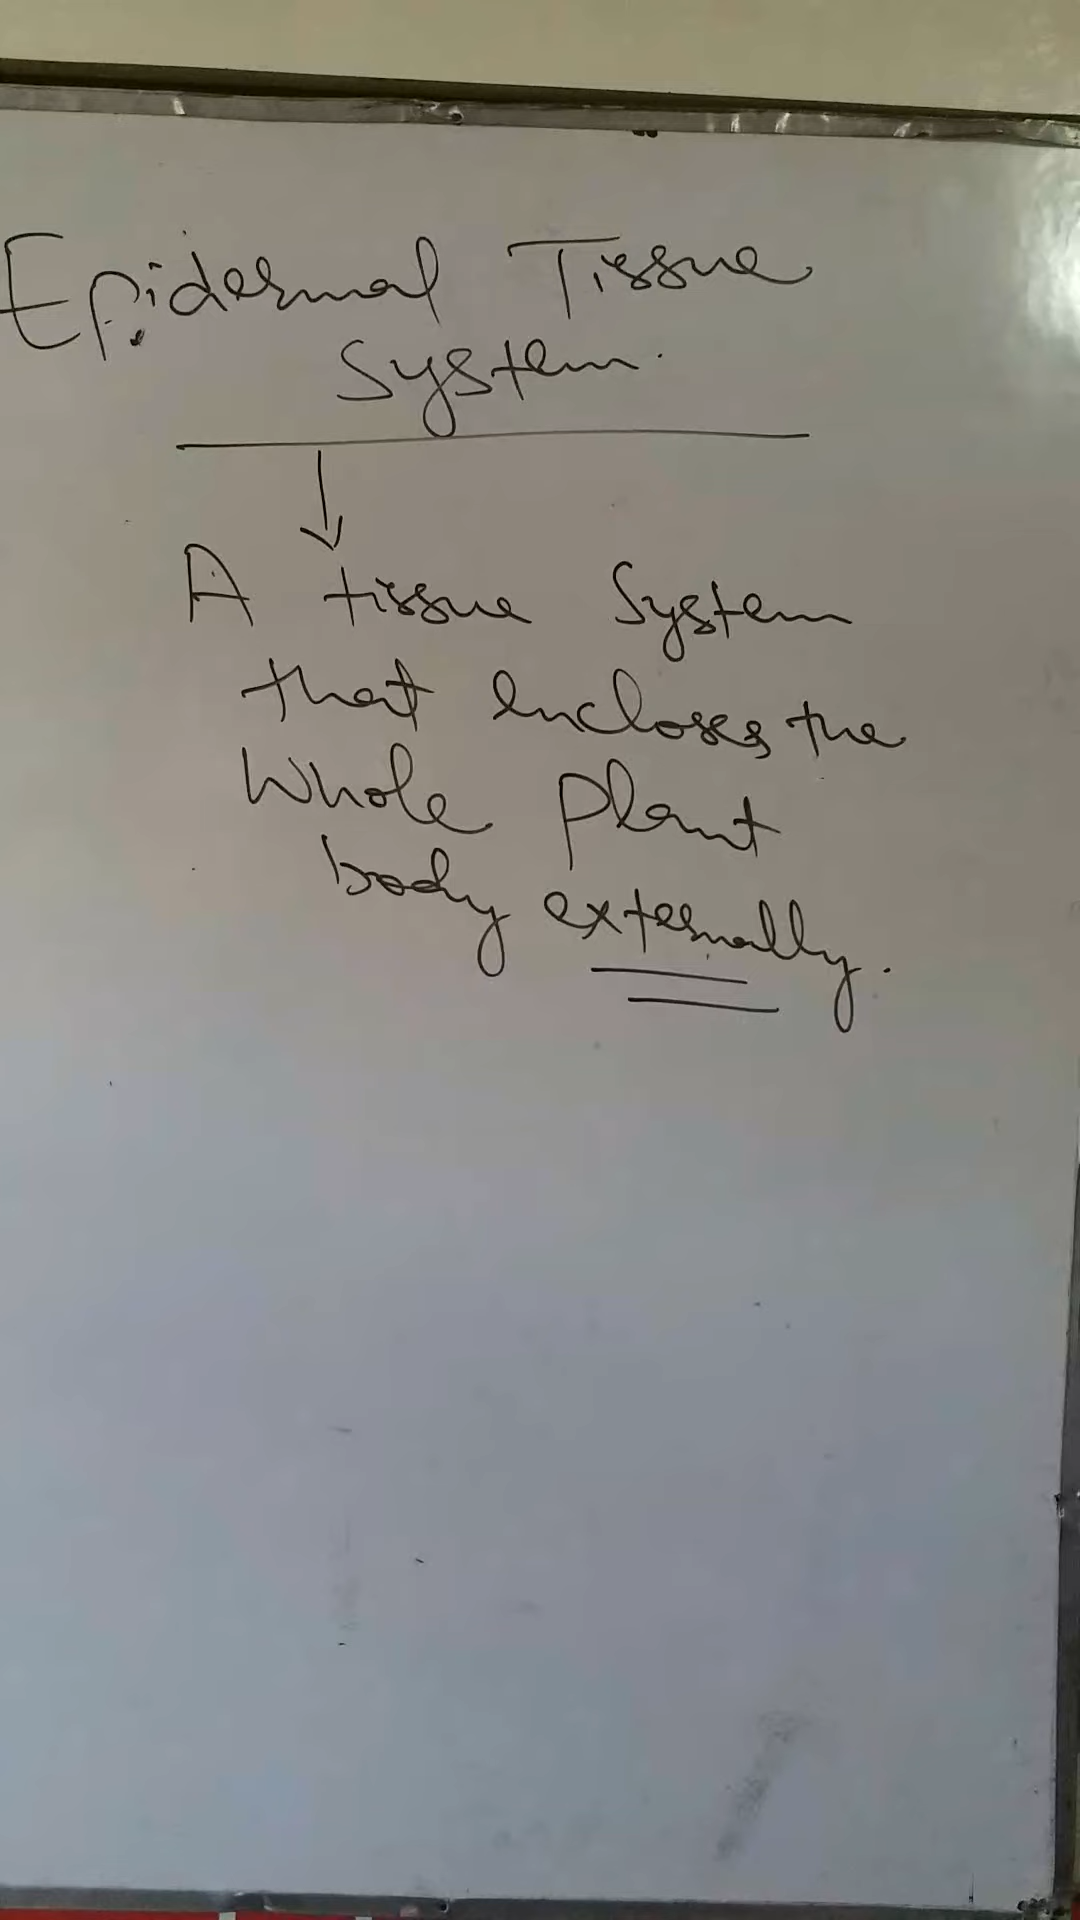 Epidermal Tissue
System.
A tissue System
that encloses the
Whole Plant
body externally.